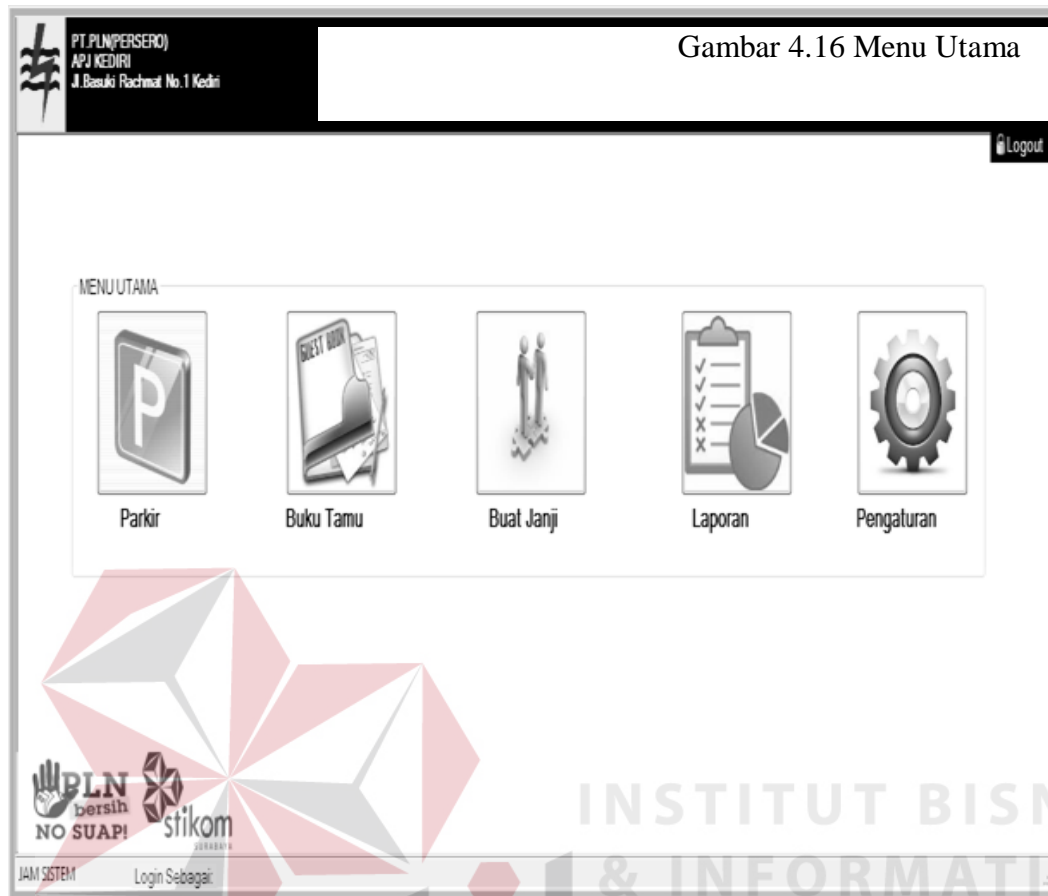 PT.PLN(PERSERO)
APJ KEDIRI
Jl.Basuki Rachmat No.1 Kediri
Gambar 4.16 Menu Utama
Logout
MENU UTAMA
P
GUEST BOOK
Parkir
Buku Tamu
Buat Janji
Laporan
Pengaturan
PLN
bersih
NO SUAP!
stikom
SURABAYA
INSTITUT BISN
& INFORMATI
JAM SISTEM
Login Sebagai: